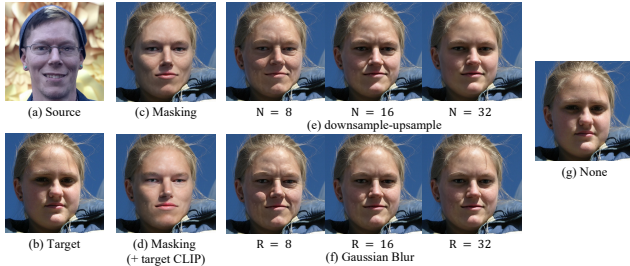 (a) Source
(c) Masking
N = 8
N = 16
N = 32
(e) downsample-upsample
(g) None
(b) Target
(d) Masking
(+ target CLIP)
R = 8
R = 16
R = 32
(f) Gaussian Blur